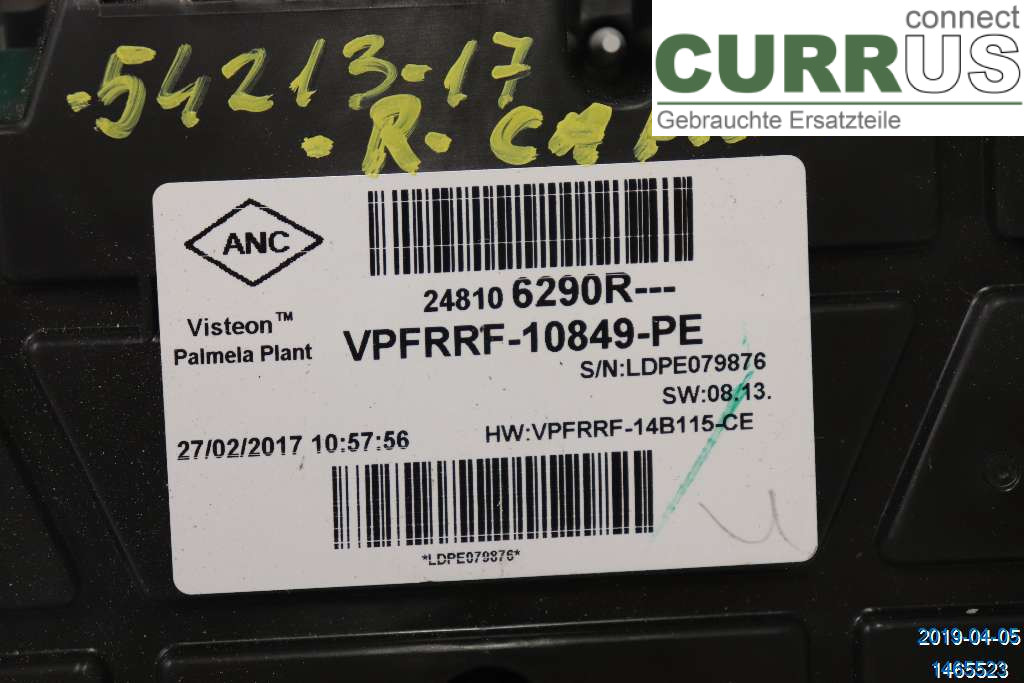 connect
CURRUS
Gebrauchte Ersatzteile
.54213-17
.R.
ANC
24810 6290R---
Visteon™
VPFRRF-10849-PE
Palmela Plant
S/N:LDPE079876
SW:08.13.
HW:VPFRRF-14B115-CE
27/02/2017 10:57:56
*LDPE079876*
2019-04-05
1465523